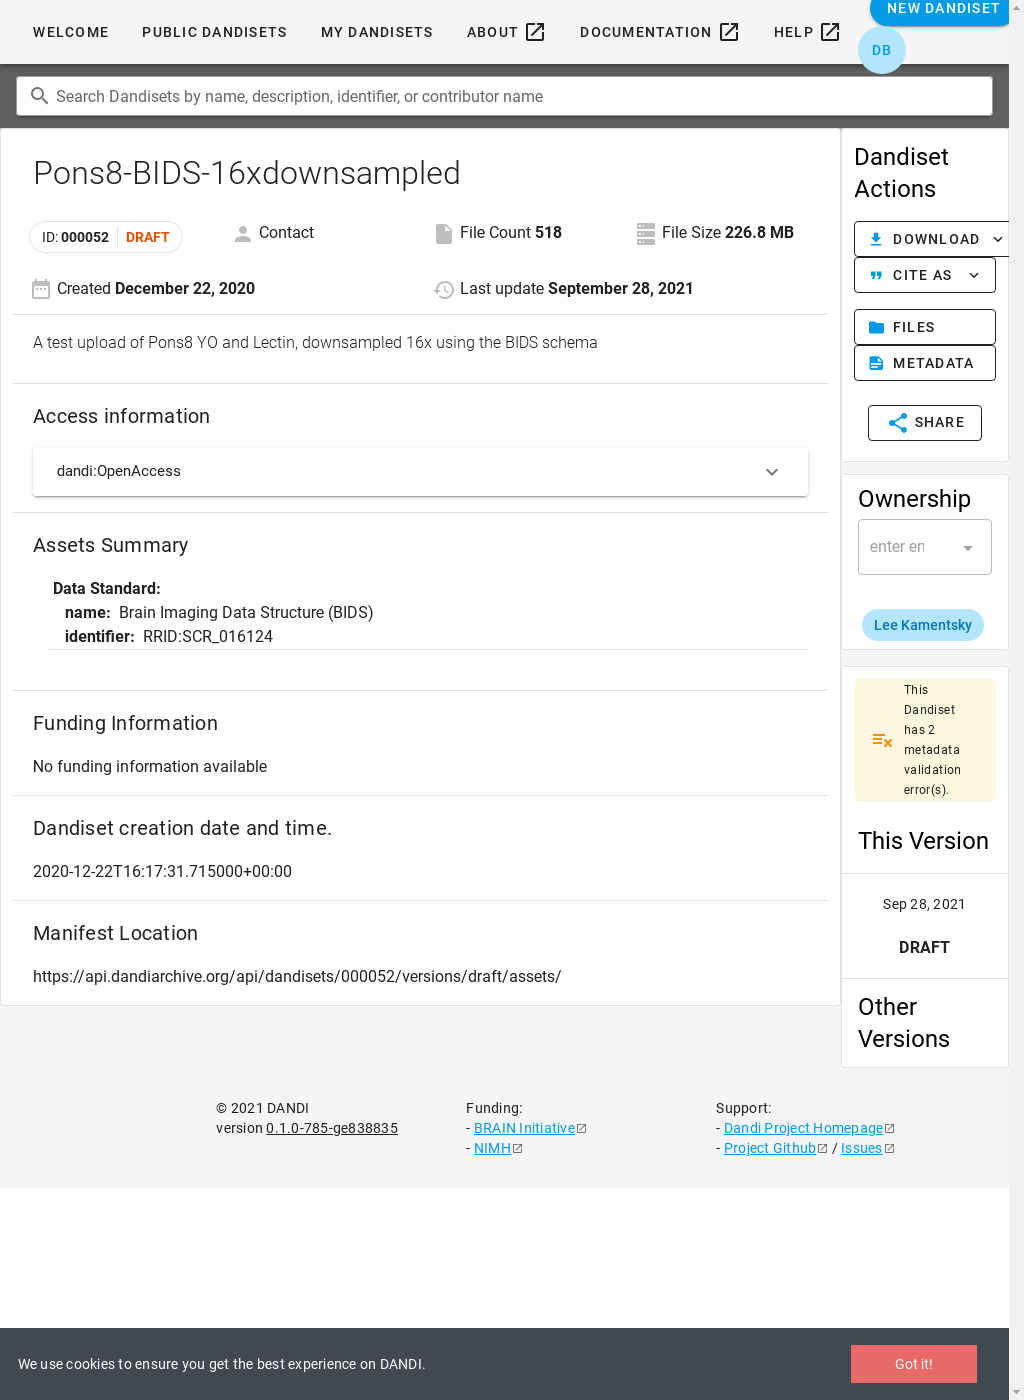 WELCOME PUBLIC DANDISETS MY DANDISETS ABOUT DOCUMENTATION HELP NEW DANDISET
DB
Search Dandisets by name, description, identifier, or contributor name
Pons8-BIDS-16xdownsampled
ID: 000052 DRAFT Contact File Count 518 File Size 226.8 MB
Created December 22, 2020 Last update September 28, 2021
A test upload of Pons8 YO and Lectin, downsampled 16x using the BIDS schema
Access information
dandi:OpenAccess
Assets Summary
Data Standard:
name: Brain Imaging Data Structure (BIDS)
identifier: RRID:SCR_016124
Funding Information
No funding information available
Dandiset creation date and time.
2020-12-22T16:17:31.715000+00:00
Manifest Location
https://api.dandiarchive.org/api/dandisets/000052/versions/draft/assets/
Dandiset
Actions
DOWNLOAD
CITE AS
FILES
METADATA
SHARE
Ownership
enter en
Lee Kamentsky
This
Dandiset
has 2
metadata
validation
error(s).
This Version
Sep 28, 2021
DRAFT
Other
Versions
© 2021 DANDI
version 0.1.0-785-ge838835
Funding:
- BRAIN Initiative
- NIMH
Support:
- Dandi Project Homepage
- Project Github / Issues
We use cookies to ensure you get the best experience on DANDI.
Got it!